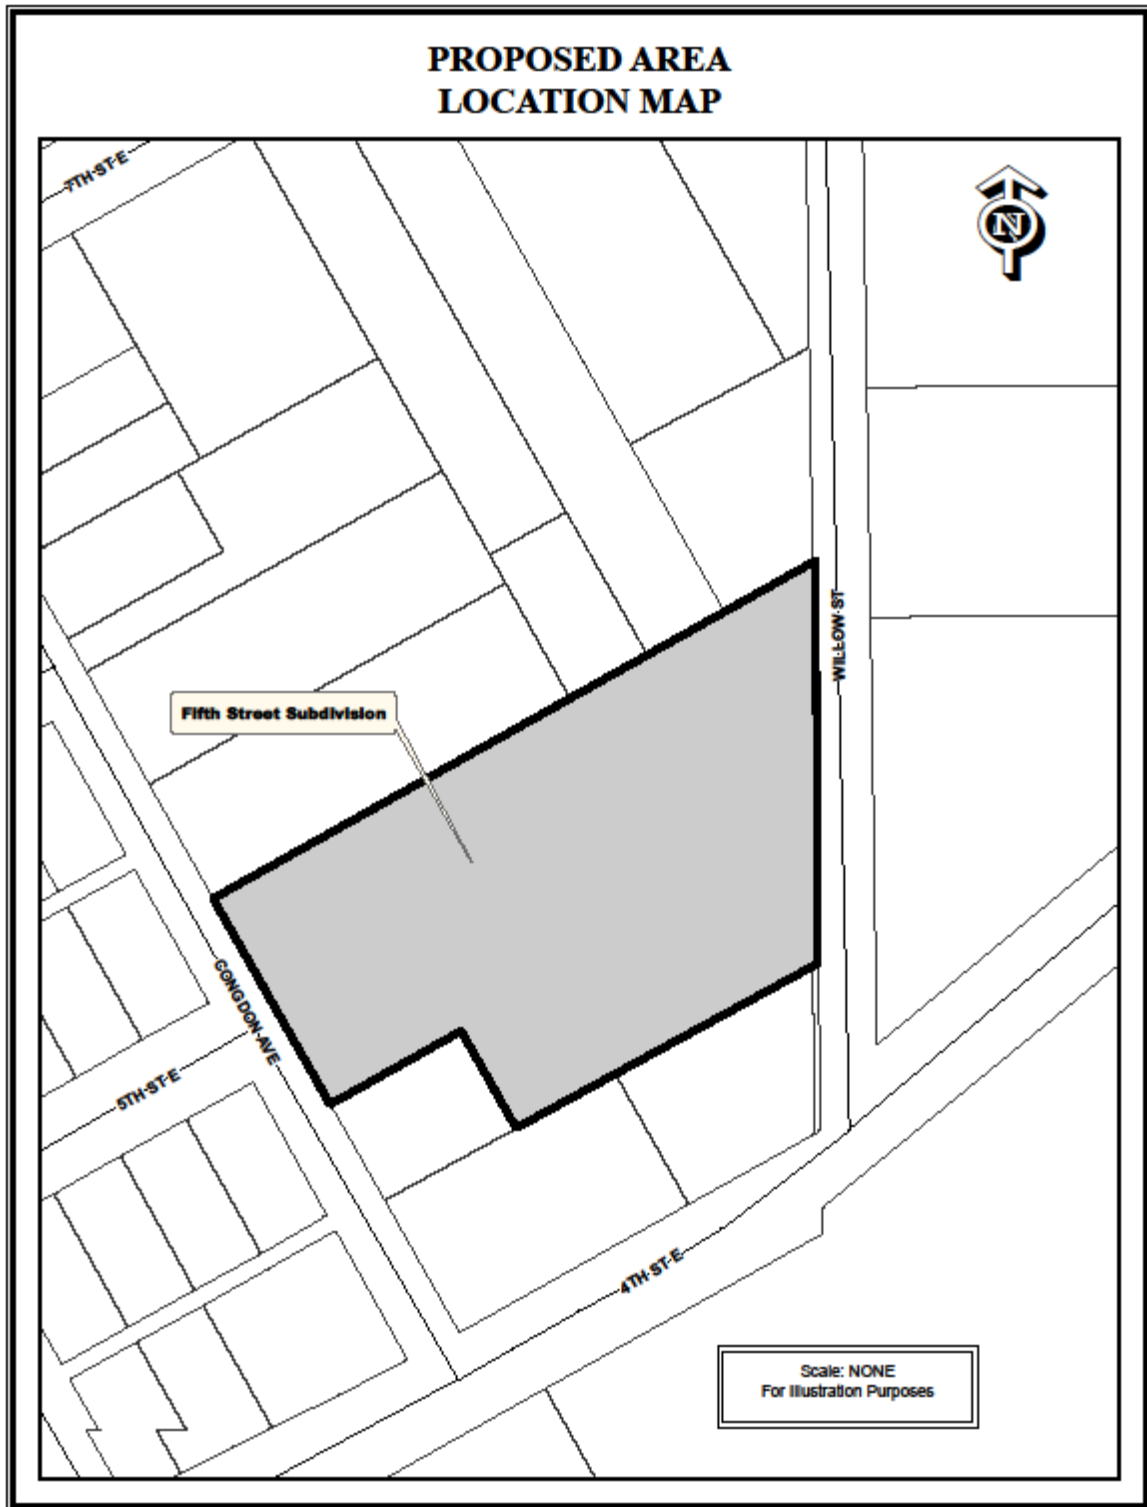 PROPOSED AREA
LOCATION MAP
7TH ST E
N
WILLOW ST
Fifth Street Subdivision
CONGDON AVE
5TH ST E
4TH ST E
Scale: NONE
For Illustration Purposes